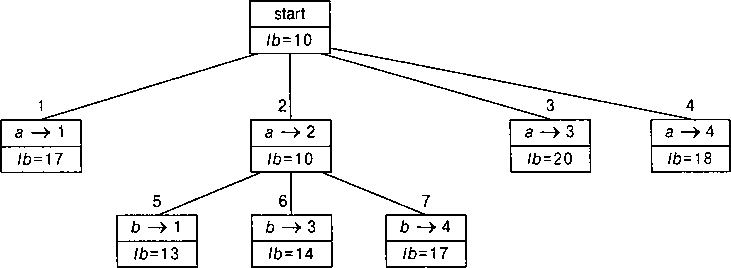 start
lb=10
1
2
3
4
a → 1
a → 2
a → 3
a → 4
lb=17
lb=10
lb=20
lb=18
5
6
7
b → 1
b → 3
b → 4
lb=13
lb=14
lb=17